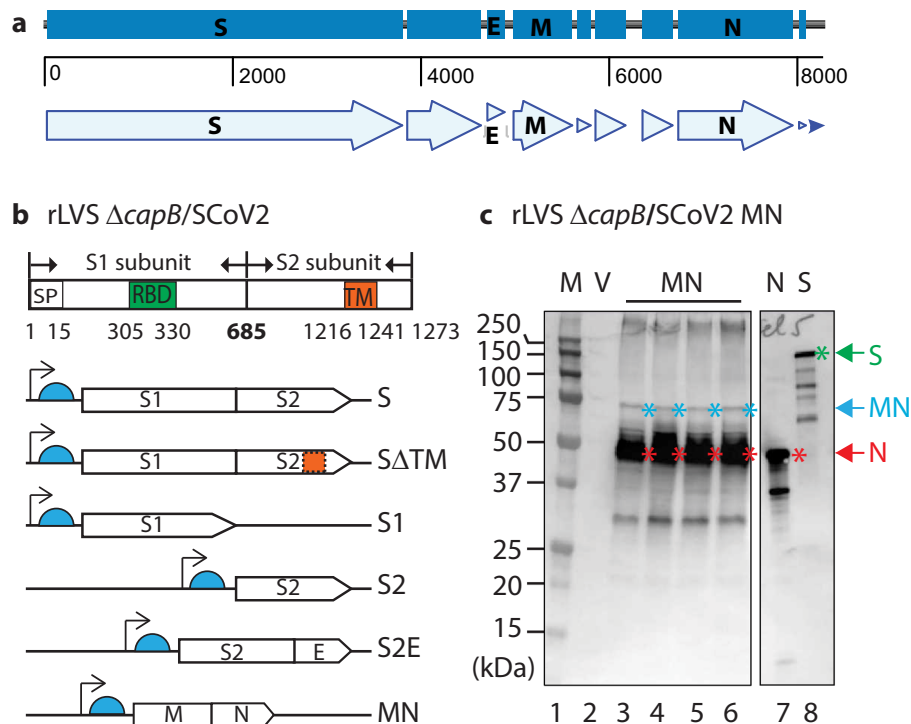 a
S E M N
0 2000 4000 6000 8000
S E M N
b rLVS ΔcapB/SCoV2
S1 subunit S2 subunit
SP RBD TM
1 15 305 330 685 1216 1241 1273
S1 S2 S
S1 S2 SΔTM
S1 S1
S2 S2
S2 E S2E
M N MN
c rLVS ΔcapB/SCoV2 MN
M V MN N S
250
150 * S
100
75 * * * * MN
50 * * * * * N
37
25
20
15
(kDa)
1 2 3 4 5 6 7 8